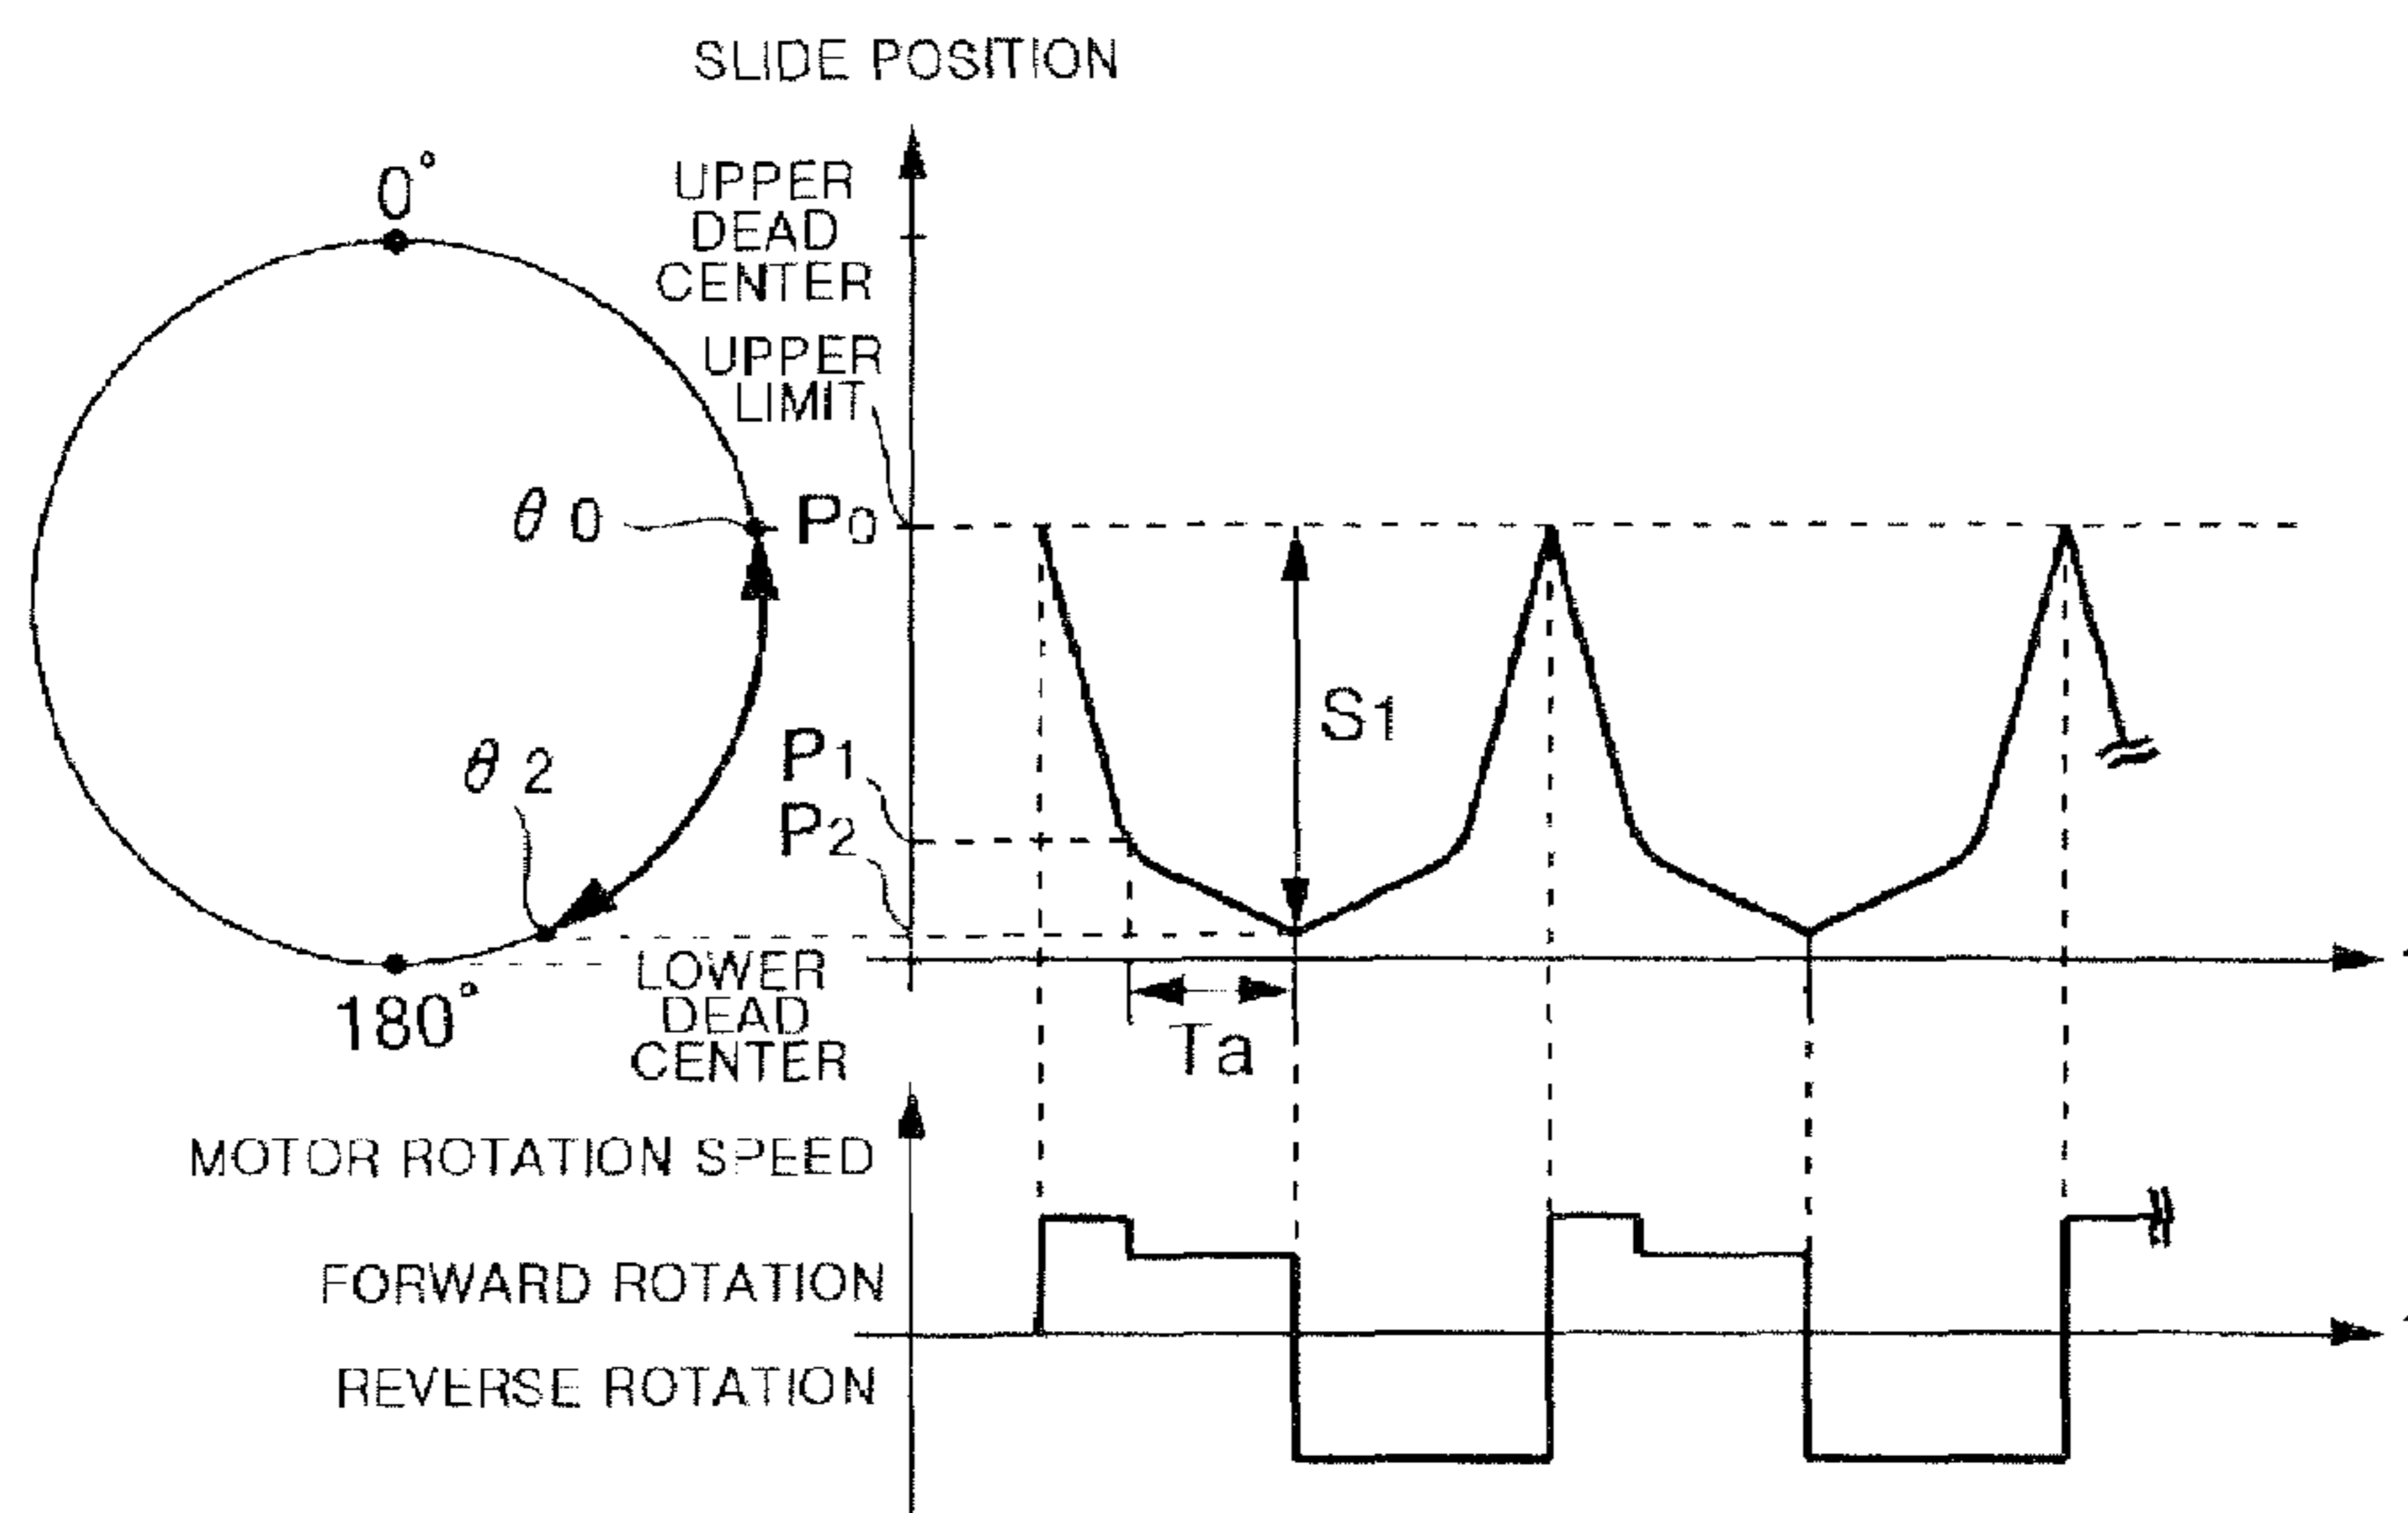 SLIDE POSITION
0°
UPPER
DEAD
CENTER
UPPER
LIMIT
θ0
P0
S1
P1
θ2
P2
LOWER
DEAD
CENTER
180°
Ta
MOTOR ROTATION SPEED
FORWARD ROTATION
REVERSE ROTATION